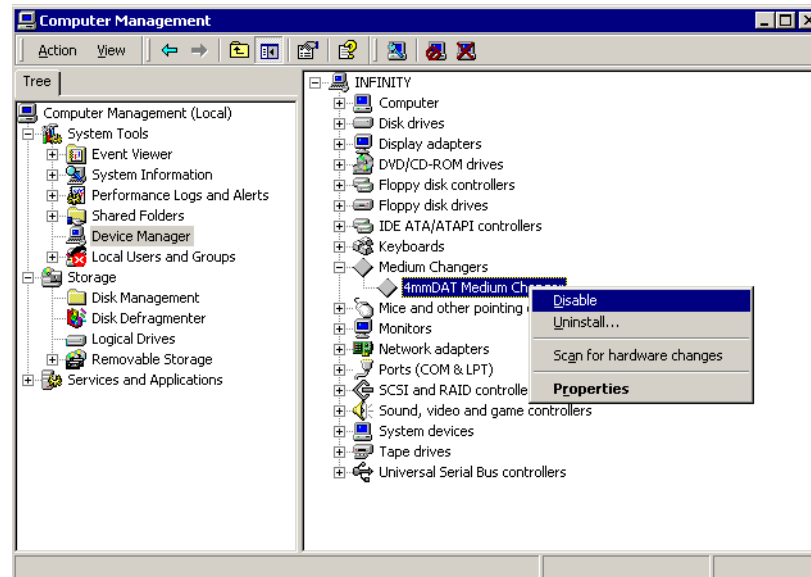 Computer Management
Action View
Tree
Computer Management (Local)
System Tools
Event Viewer
System Information
Performance Logs and Alerts
Shared Folders
Device Manager
Local Users and Groups
Storage
Disk Management
Disk Defragmenter
Logical Drives
Removable Storage
Services and Applications
INFINITY
Computer
Disk drives
Display adapters
DVD/CD-ROM drives
Floppy disk controllers
Floppy disk drives
IDE ATA/ATAPI controllers
Keyboards
Medium Changers
4mmDAT Medium Changer
Mice and other pointing
Monitors
Network adapters
Ports (COM & LPT)
SCSI and RAID controlle
Sound, video and game controllers
System devices
Tape drives
Universal Serial Bus controllers
Disable
Uninstall...
Scan for hardware changes
Properties